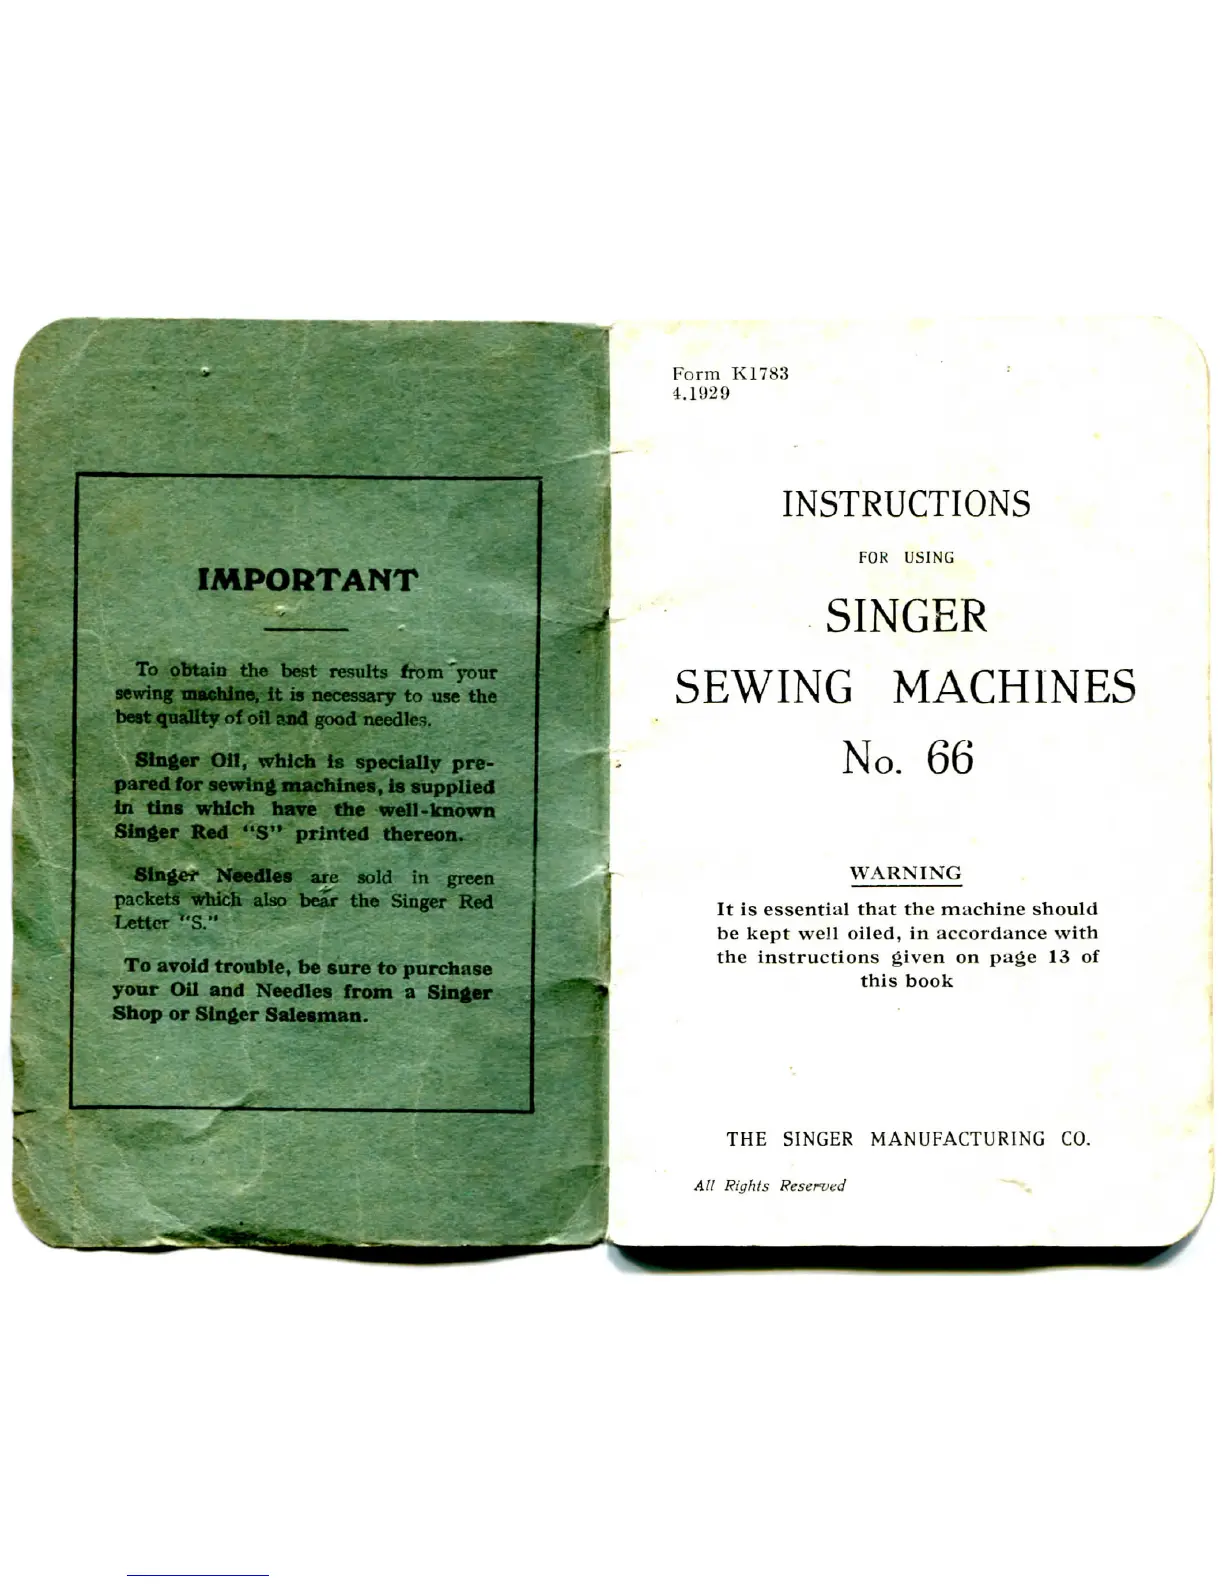 IMPORTANT
To obtain the best results from your
sewing machine, it is necessary to use the
best quality of oil and good needles.
Singer Oil, which is specially pre-
pared for sewing machines, is supplied
in tins which have the well-known
Singer Red "S" printed thereon.
Singer Needles are sold in green
packets which also bear the Singer Red
Letter "S."
To avoid trouble, be sure to purchase
your Oil and Needles from a Singer
Shop or Singer Salesman.
Form K1783
4.1929
INSTRUCTIONS
FOR USING
SINGER
SEWING MACHINES
No. 66
WARNING
It is essential that the machine should
be kept well oiled, in accordance with
the instructions given on page 13 of
this book
THE SINGER MANUFACTURING CO.
All Rights Reserved